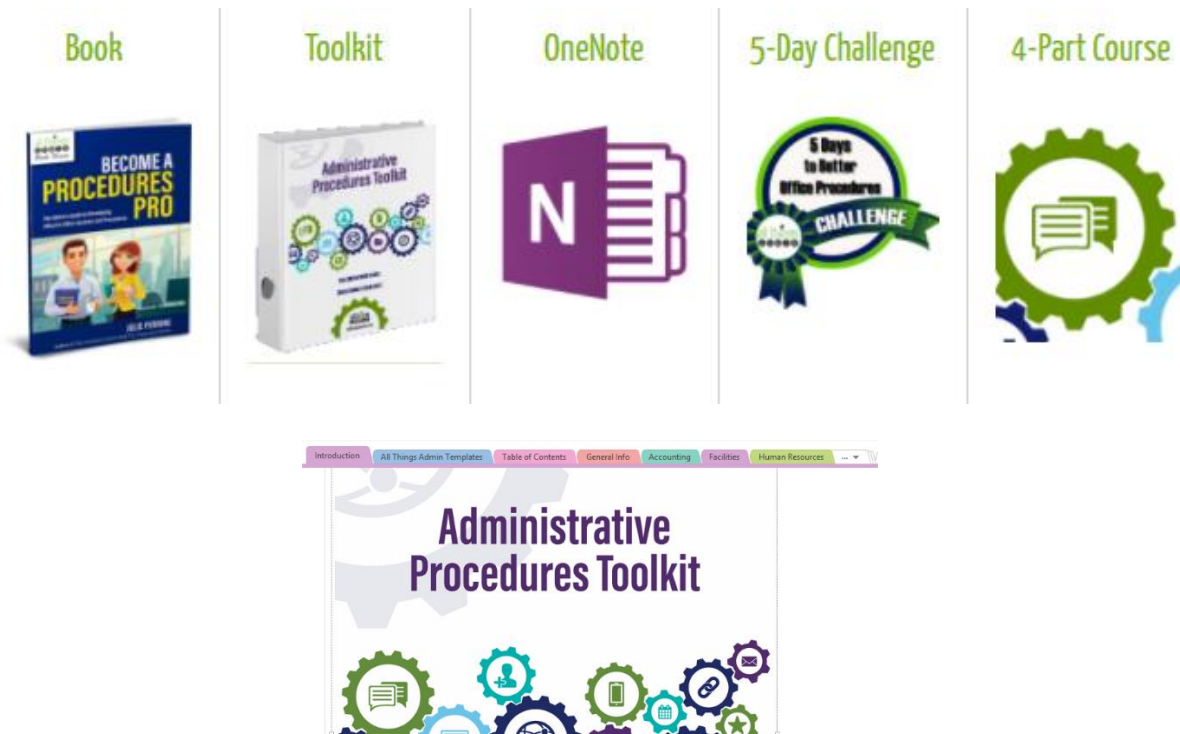 Book
Toolkit
OneNote
5-Day Challenge
4-Part Course
BECOME A
PROCEDURES
PRO
JULIE PERRINE
Administrative
Procedures Toolkit
N
5 Days
to Better
Office Procedures
CHALLENGE
Introduction
All Things Admin Templates
Table of Contents
General Info
Accounting
Facilities
Human Resources
...
Administrative
Procedures Toolkit